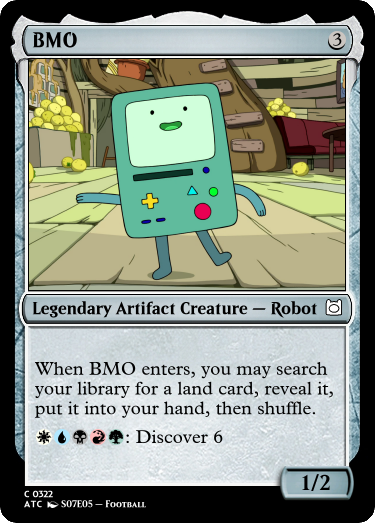 BMO 3
Legendary Artifact Creature — Robot
When BMO enters, you may search
your library for a land card, reveal it,
put it into your hand, then shuffle.
: Discover 6
1/2
C 0322
ATC S07E05 — Football